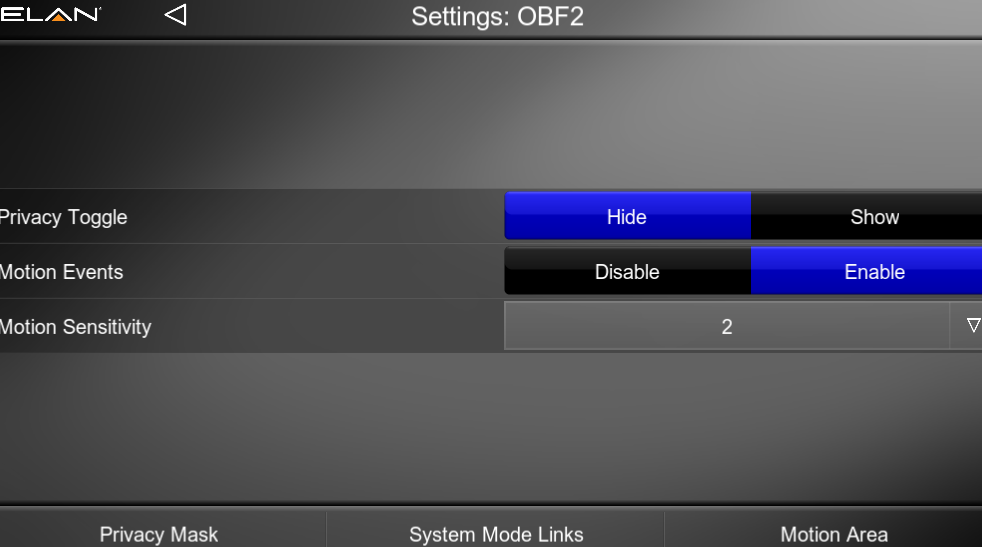 ELAN
Settings: OBF2
Privacy Toggle Hide Show
Motion Events Disable Enable
Motion Sensitivity 2
Privacy Mask System Mode Links Motion Area